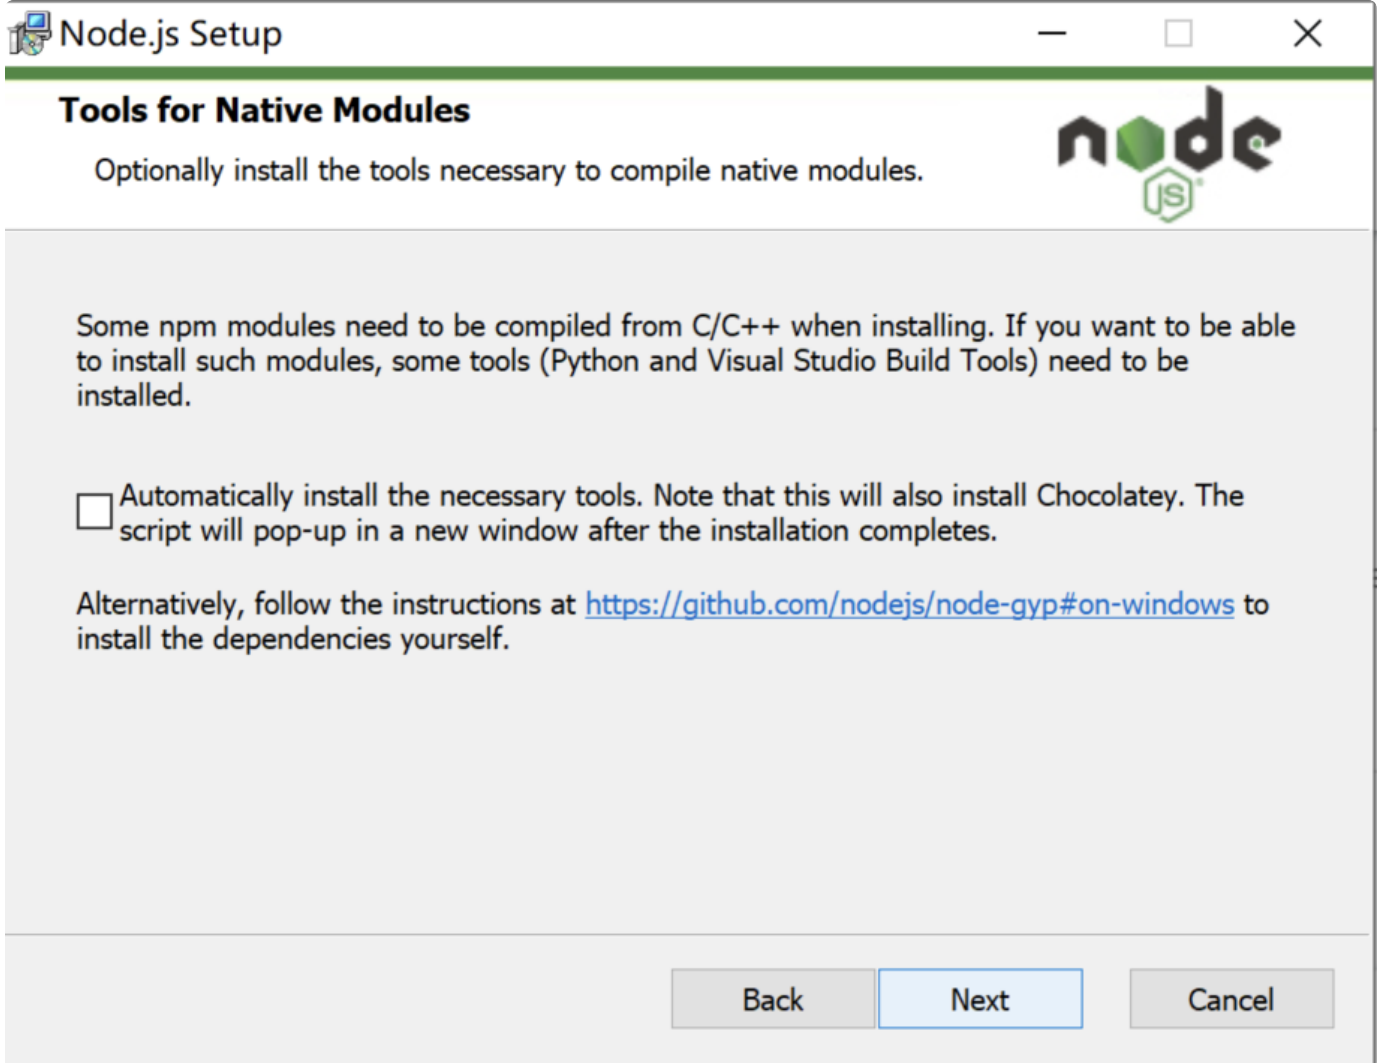 Node.js Setup
Tools for Native Modules
Optionally install the tools necessary to compile native modules.
node
JS
Some npm modules need to be compiled from C/C++ when installing. If you want to be able
to install such modules, some tools (Python and Visual Studio Build Tools) need to be
installed.
Automatically install the necessary tools. Note that this will also install Chocolatey. The
script will pop-up in a new window after the installation completes.
Alternatively, follow the instructions at https://github.com/nodejs/node-gyp#on-windows to
install the dependencies yourself.
Back
Next
Cancel